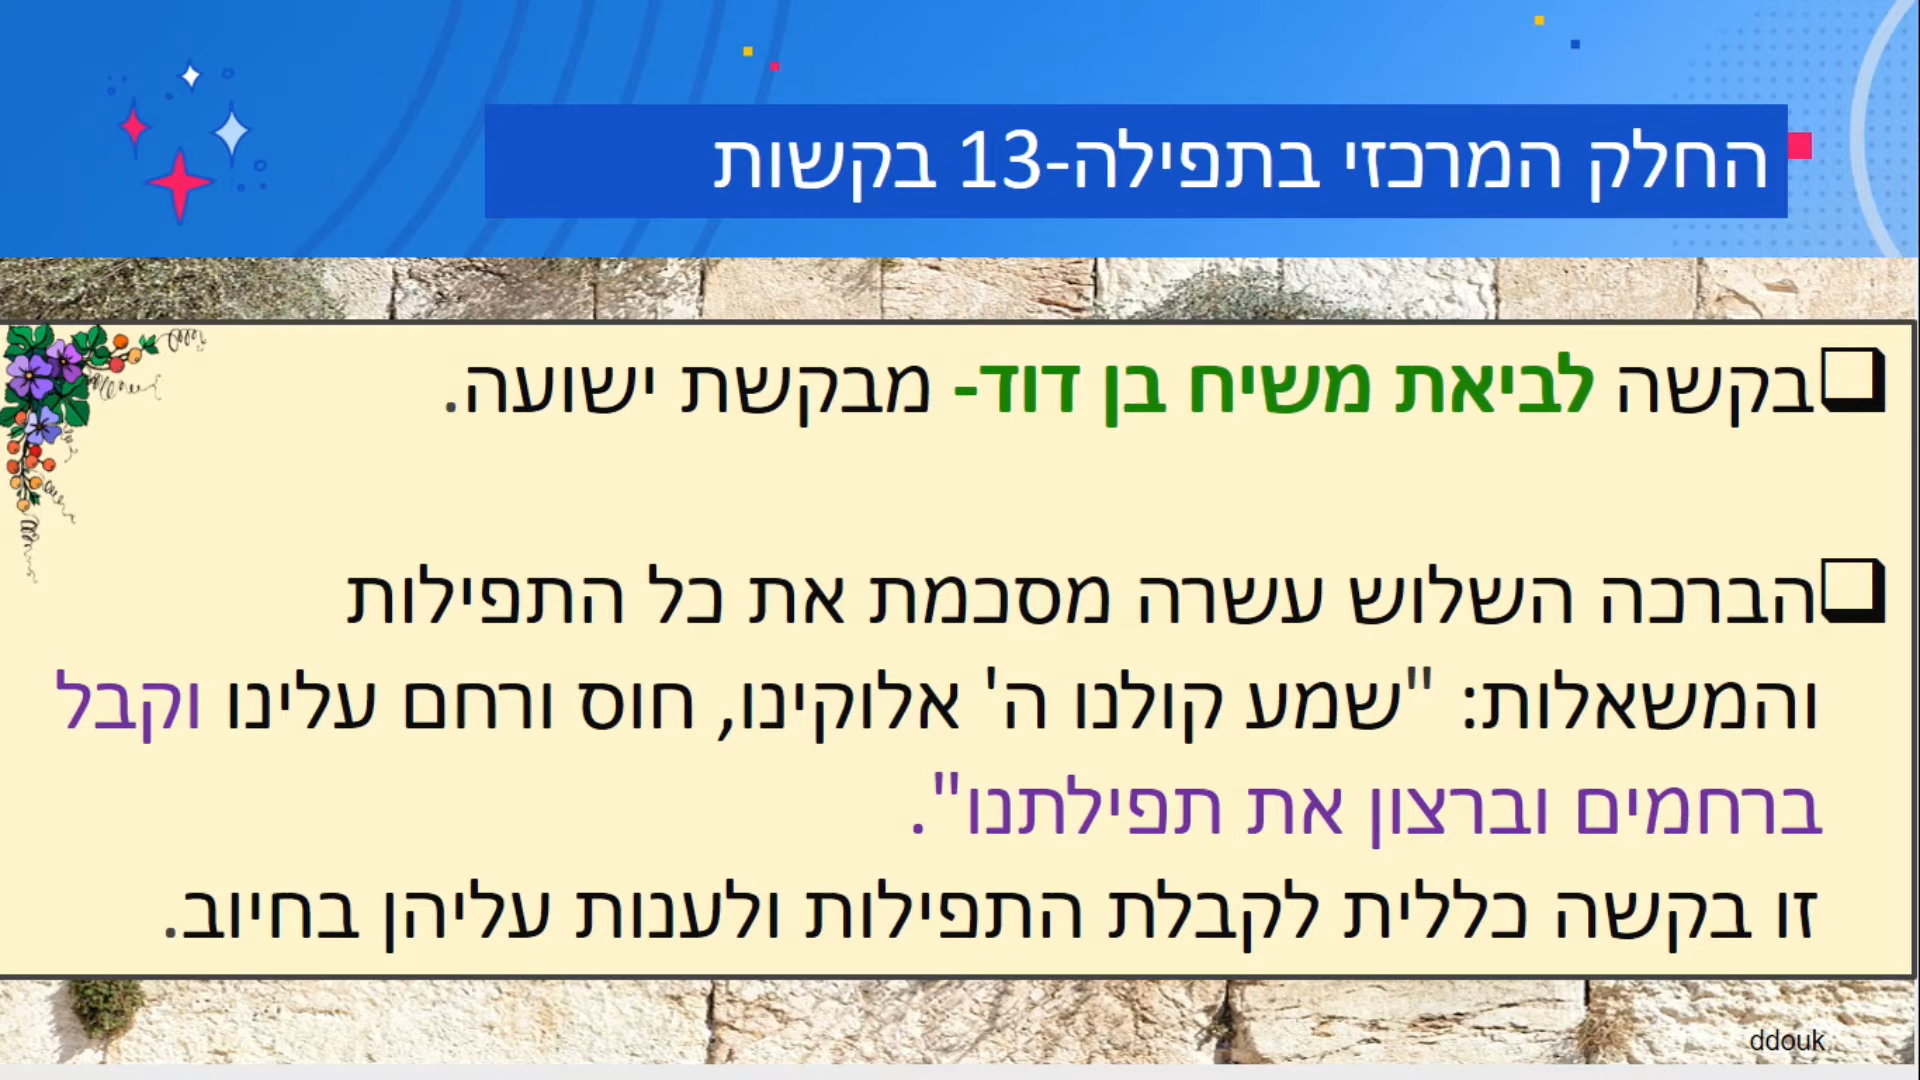 החלק המרכזי בתפילה-13 בקשות
בקשה לביאת משיח בן דוד- מבקשת ישועה.
הברכה השלוש עשרה מסכמת את כל התפילות
והמשאלות: "שמע קולנו ה' אלוקינו, חוס ורחם עלינו וקבל
ברחמים וברצון את תפילתנו".
זו בקשה כללית לקבלת התפילות ולענות עליהן בחיוב.
ddouk